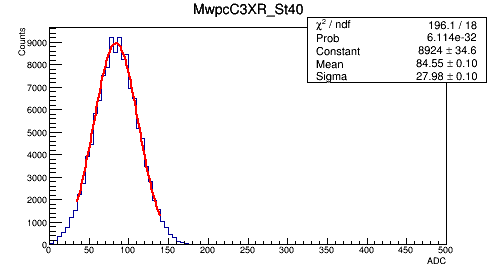 MwpcC3XR_St40
χ² / ndf 196.1 / 18
Prob 6.114e-32
Constant 8924 ± 34.6
Mean 84.55 ± 0.10
Sigma 27.98 ± 0.10
Counts
9000
8000
7000
6000
5000
4000
3000
2000
1000
0
0 50 100 150 200 250 300 350 400 450 500
ADC